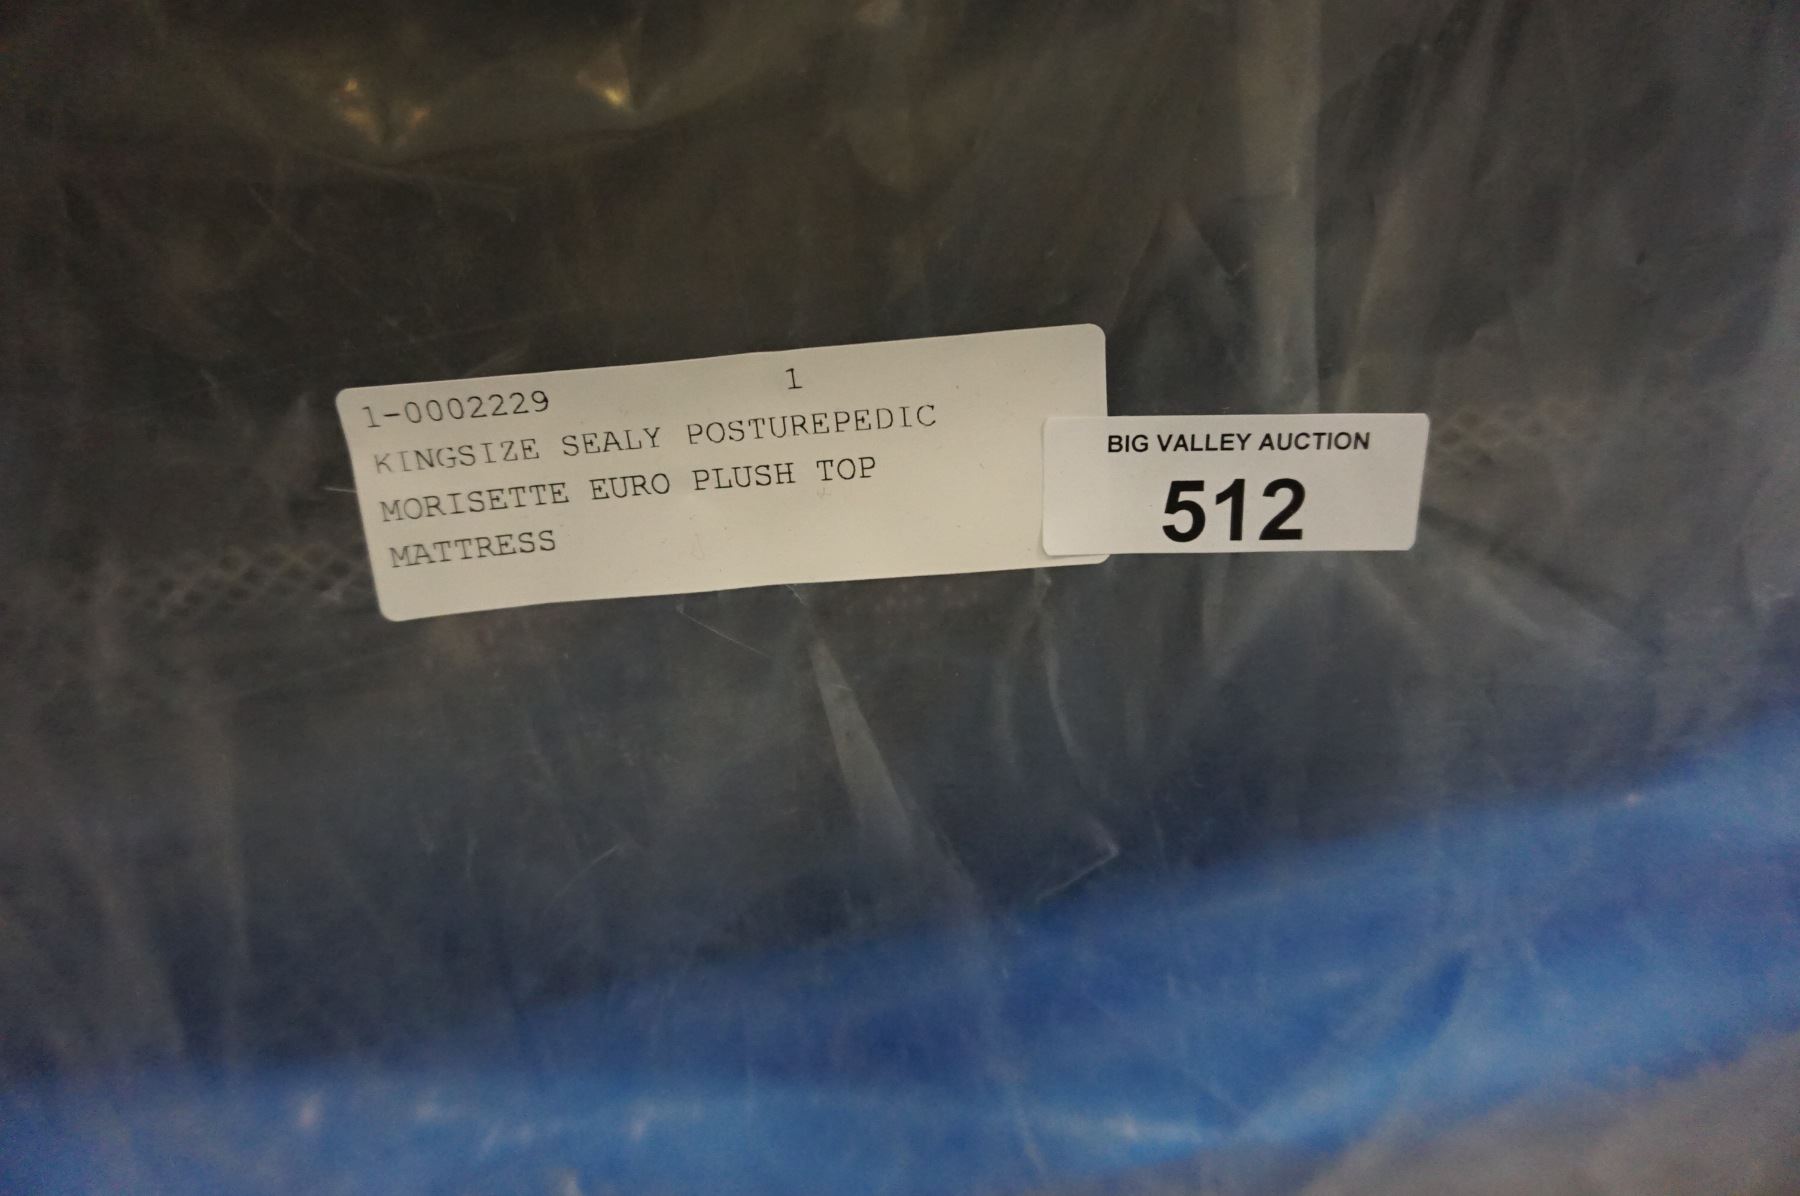 1-0002229 1
KINGSIZE SEALY POSTUREPEDIC
MORISETTE EURO PLUSH TOP
MATTRESS
BIG VALLEY AUCTION
512